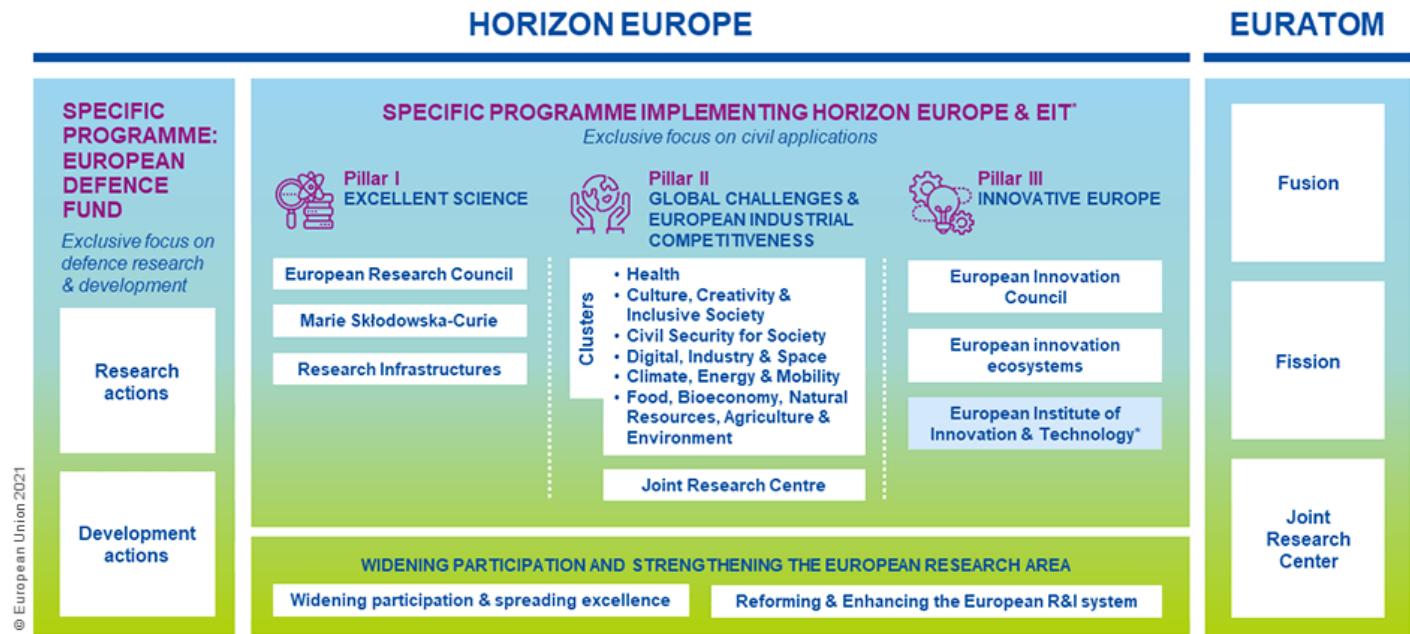 HORIZON EUROPE
EURATOM
SPECIFIC
PROGRAMME:
EUROPEAN
DEFENCE
FUND
Exclusive focus on
defence research
& development
Research
actions
Development
actions
SPECIFIC PROGRAMME IMPLEMENTING HORIZON EUROPE & EIT*
Exclusive focus on civil applications
Pillar I
EXCELLENT SCIENCE
European Research Council
Marie Skłodowska-Curie
Research Infrastructures
Pillar II
GLOBAL CHALLENGES &
EUROPEAN INDUSTRIAL
COMPETITIVENESS
Clusters
• Health
• Culture, Creativity &
Inclusive Society
• Civil Security for Society
• Digital, Industry & Space
• Climate, Energy & Mobility
• Food, Bioeconomy, Natural
Resources, Agriculture &
Environment
Joint Research Centre
Pillar III
INNOVATIVE EUROPE
European Innovation
Council
European innovation
ecosystems
European Institute of
Innovation & Technology*
WIDENING PARTICIPATION AND STRENGTHENING THE EUROPEAN RESEARCH AREA
Widening participation & spreading excellence
Reforming & Enhancing the European R&I system
Fusion
Fission
Joint
Research
Center
© European Union 2021